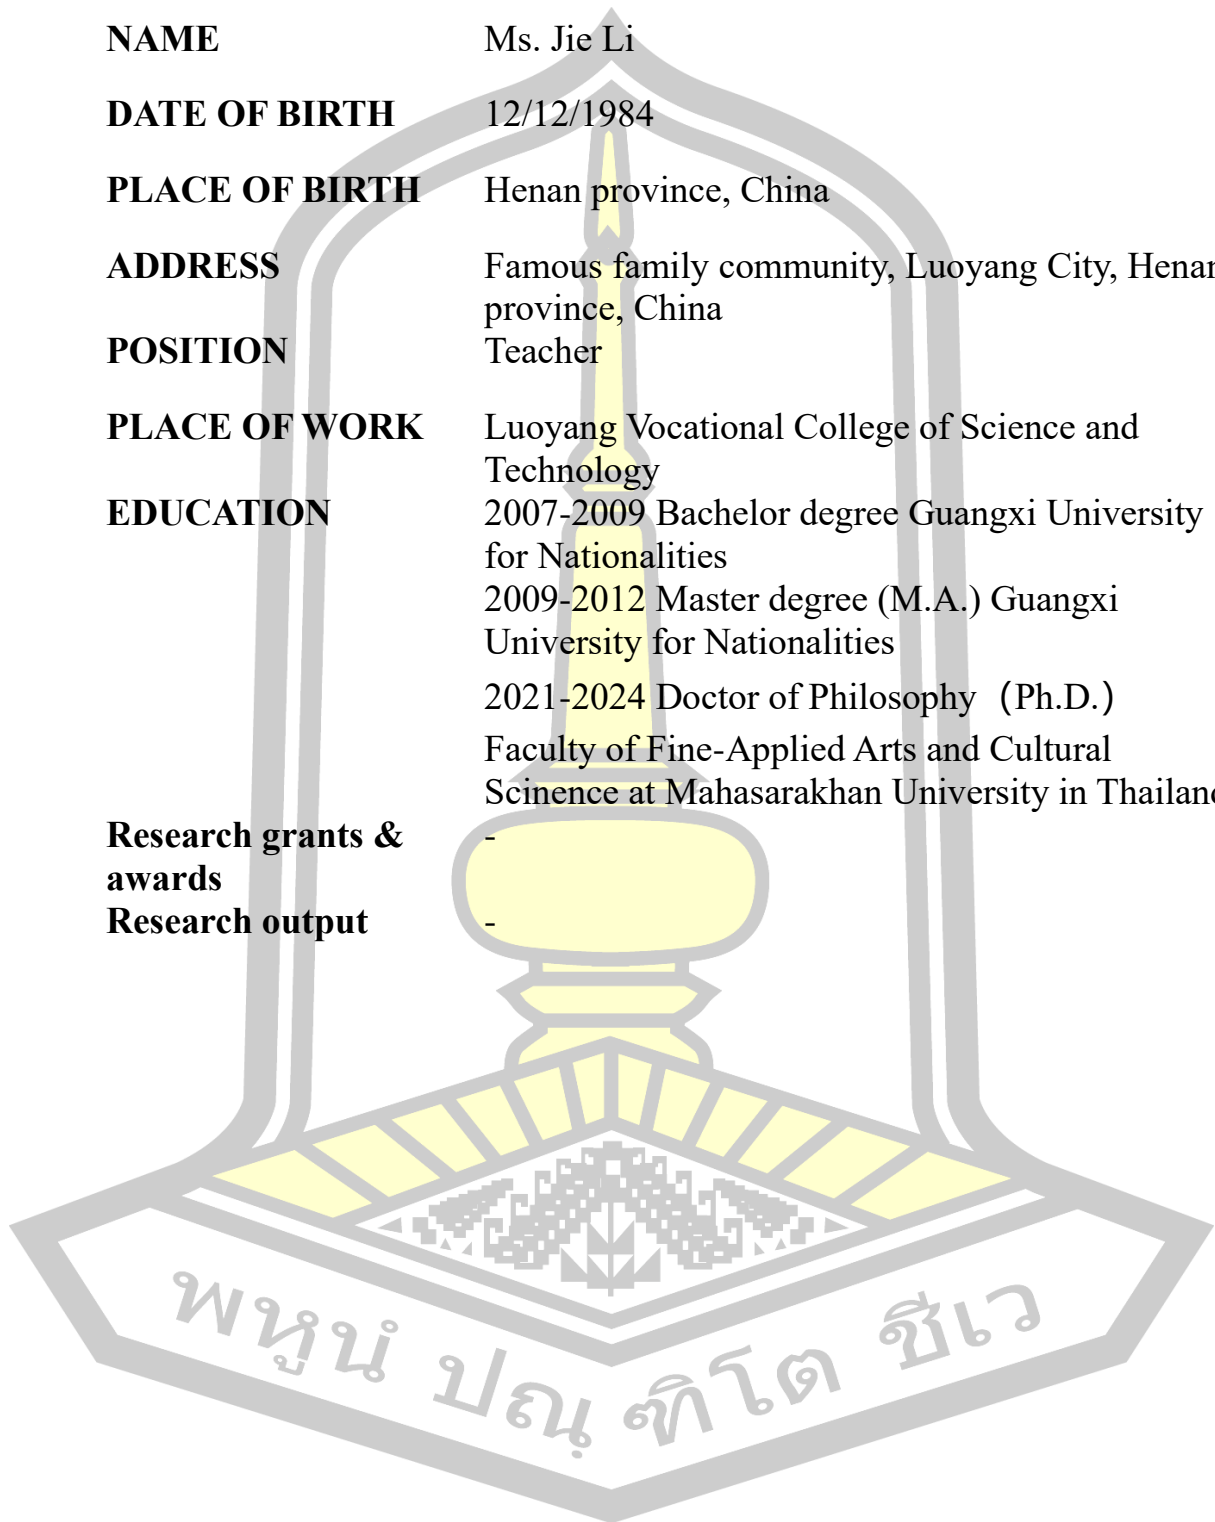 NAME Ms. Jie Li
DATE OF BIRTH 12/12/1984
PLACE OF BIRTH Henan province, China
ADDRESS Famous family community, Luoyang City, Henan
province, China
POSITION Teacher
PLACE OF WORK Luoyang Vocational College of Science and
Technology
EDUCATION 2007-2009 Bachelor degree Guangxi University
for Nationalities
2009-2012 Master degree (M.A.) Guangxi
University for Nationalities
2021-2024 Doctor of Philosophy（Ph.D.）
Faculty of Fine-Applied Arts and Cultural
Scinence at Mahasarakhan University in Thailand
Research grants & -
awards
Research output -
พหูนํ ปณฺฑิโต ชีเว